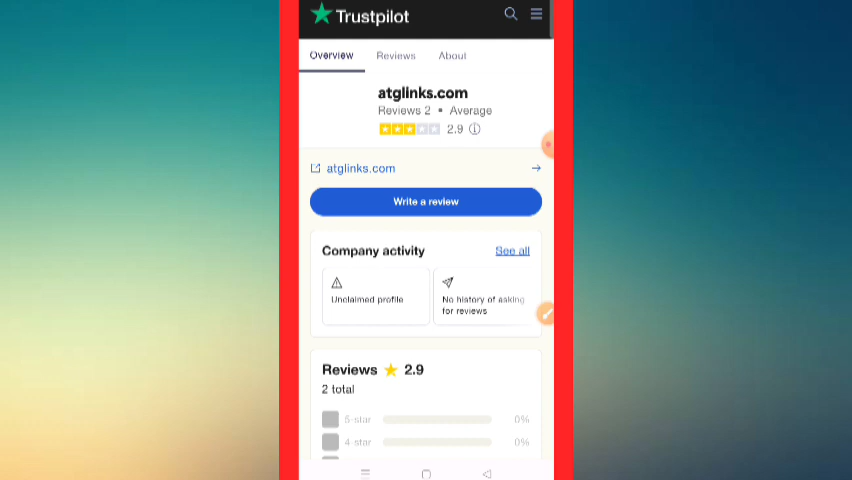 Trustpilot
Overview Reviews About
atglinks.com
Reviews 2 • Average
2.9
atglinks.com
Write a review
Company activity See all
Unclaimed profile
No history of asking
for reviews
Reviews 2.9
2 total
5-star 0%
4-star 0%